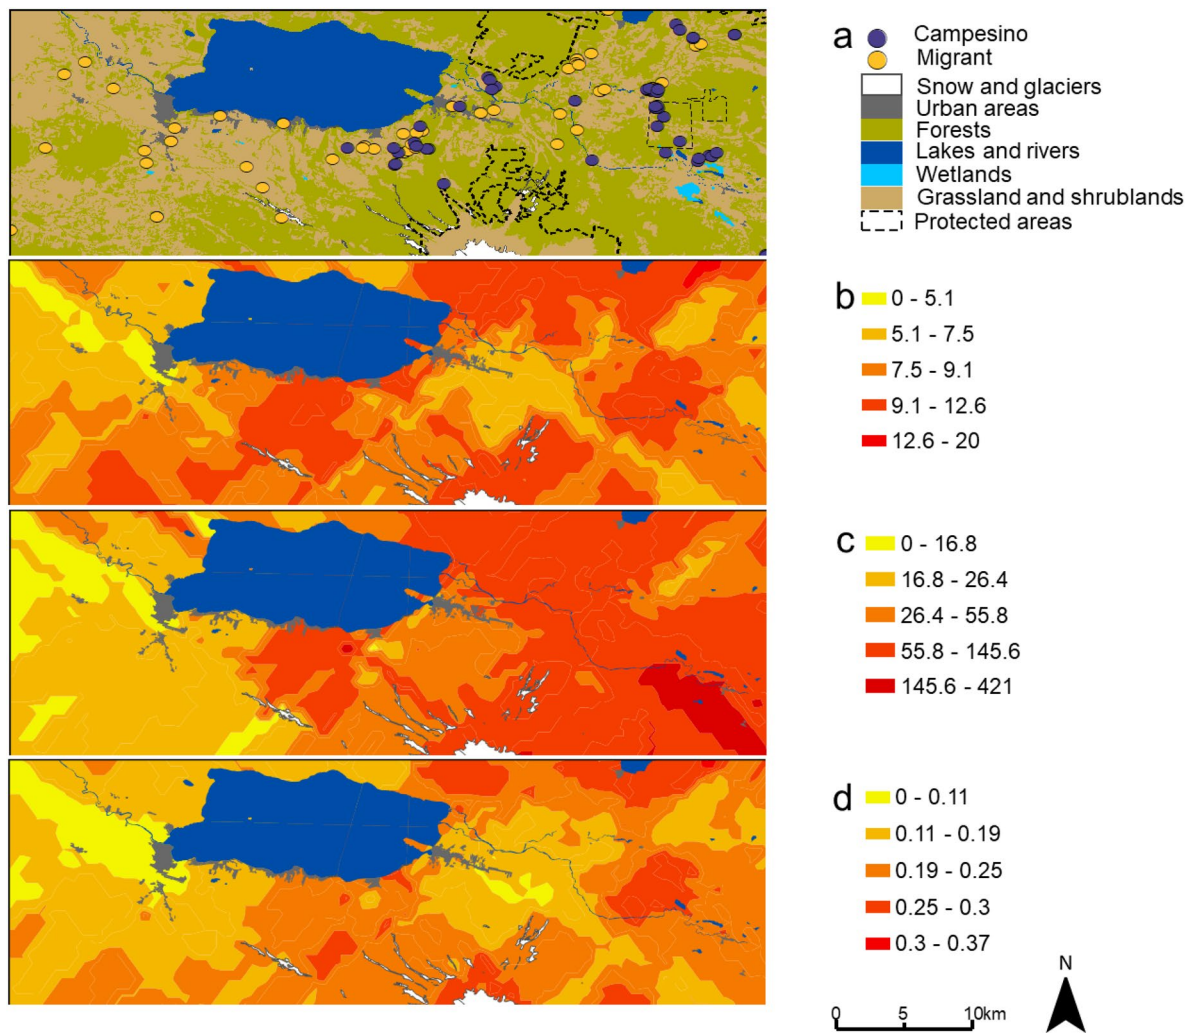 a
Campesino
Migrant
Snow and glaciers
Urban areas
Forests
Lakes and rivers
Wetlands
Grassland and shrublands
Protected areas
b
0 - 5.1
5.1 - 7.5
7.5 - 9.1
9.1 - 12.6
12.6 - 20
c
0 - 16.8
16.8 - 26.4
26.4 - 55.8
55.8 - 145.6
145.6 - 421
d
0 - 0.11
0.11 - 0.19
0.19 - 0.25
0.25 - 0.3
0.3 - 0.37
N
0 5 10km